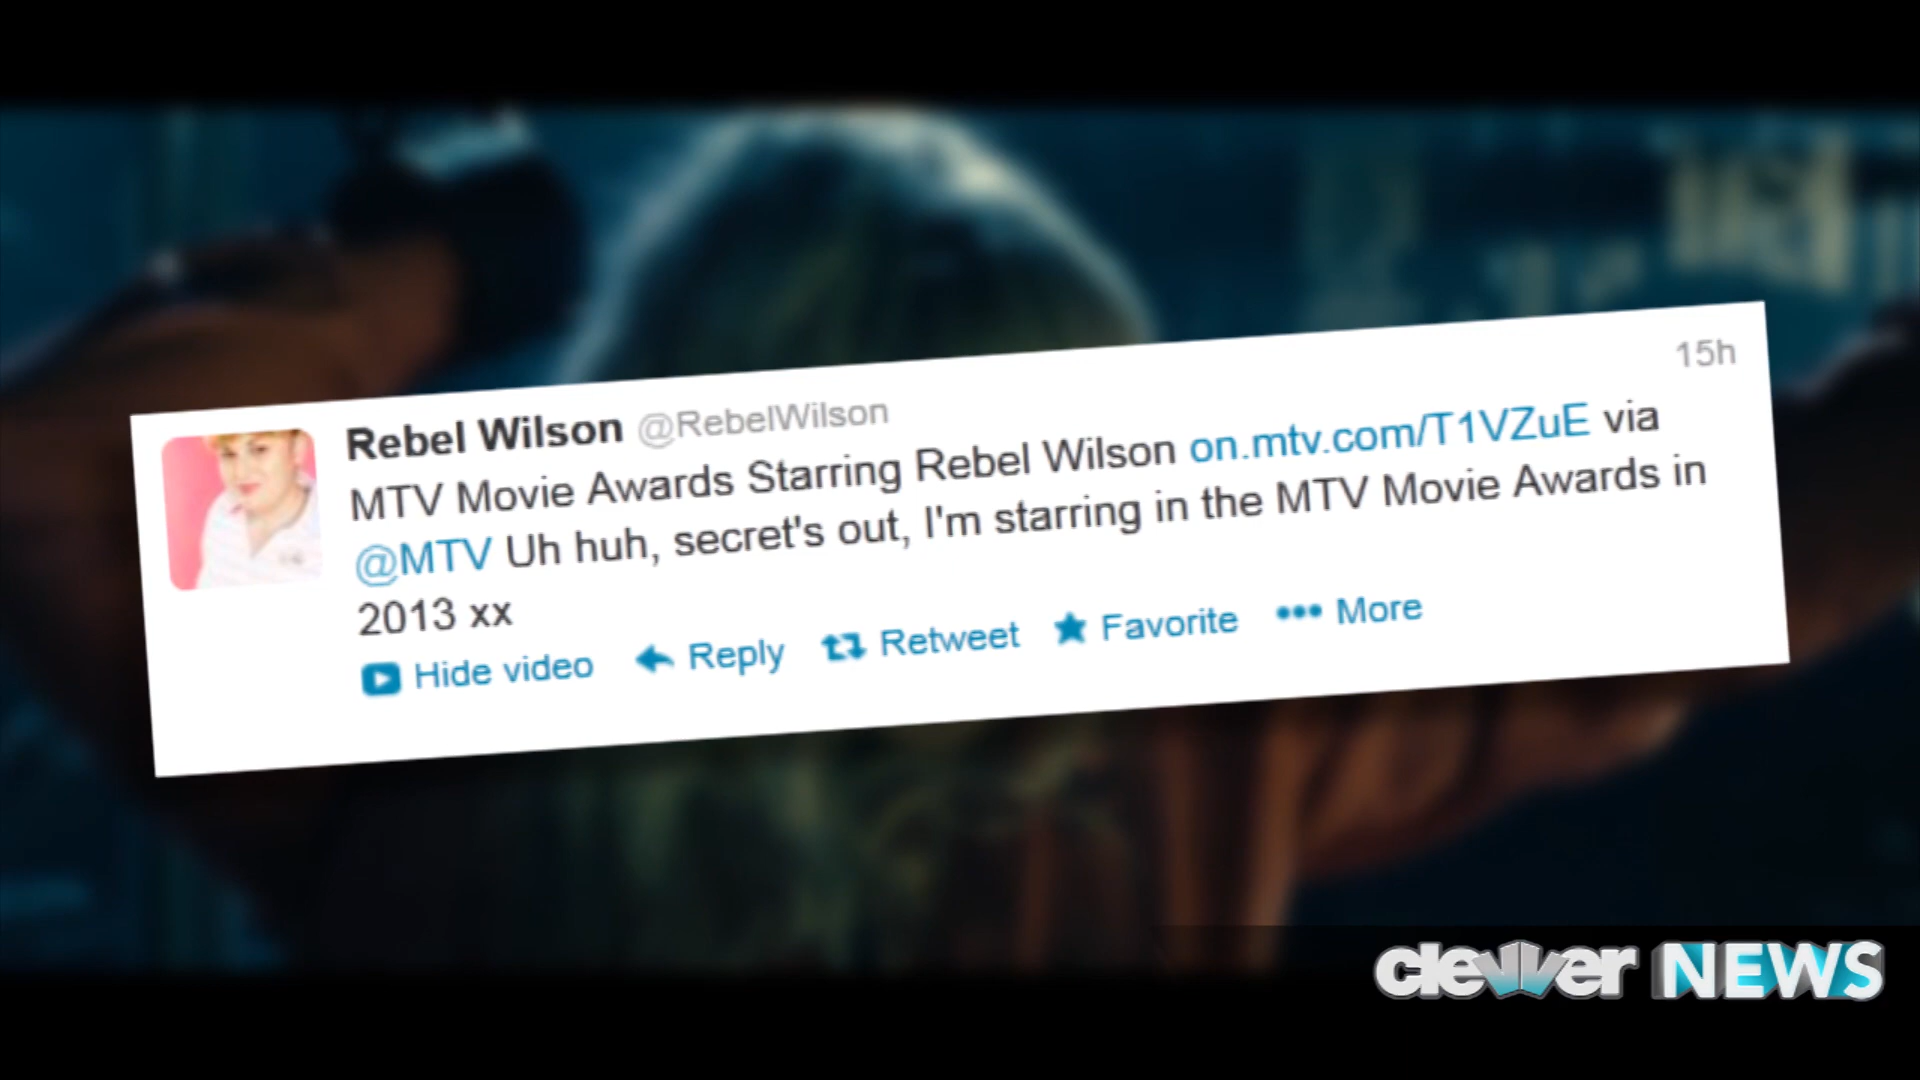 15h
Rebel Wilson @RebelWilson
MTV Movie Awards Starring Rebel Wilson on.mtv.com/T1VZuE via
@MTV Uh huh, secret's out, I'm starring in the MTV Movie Awards in
2013 xx
Hide video Reply Retweet Favorite More
clevver NEWS